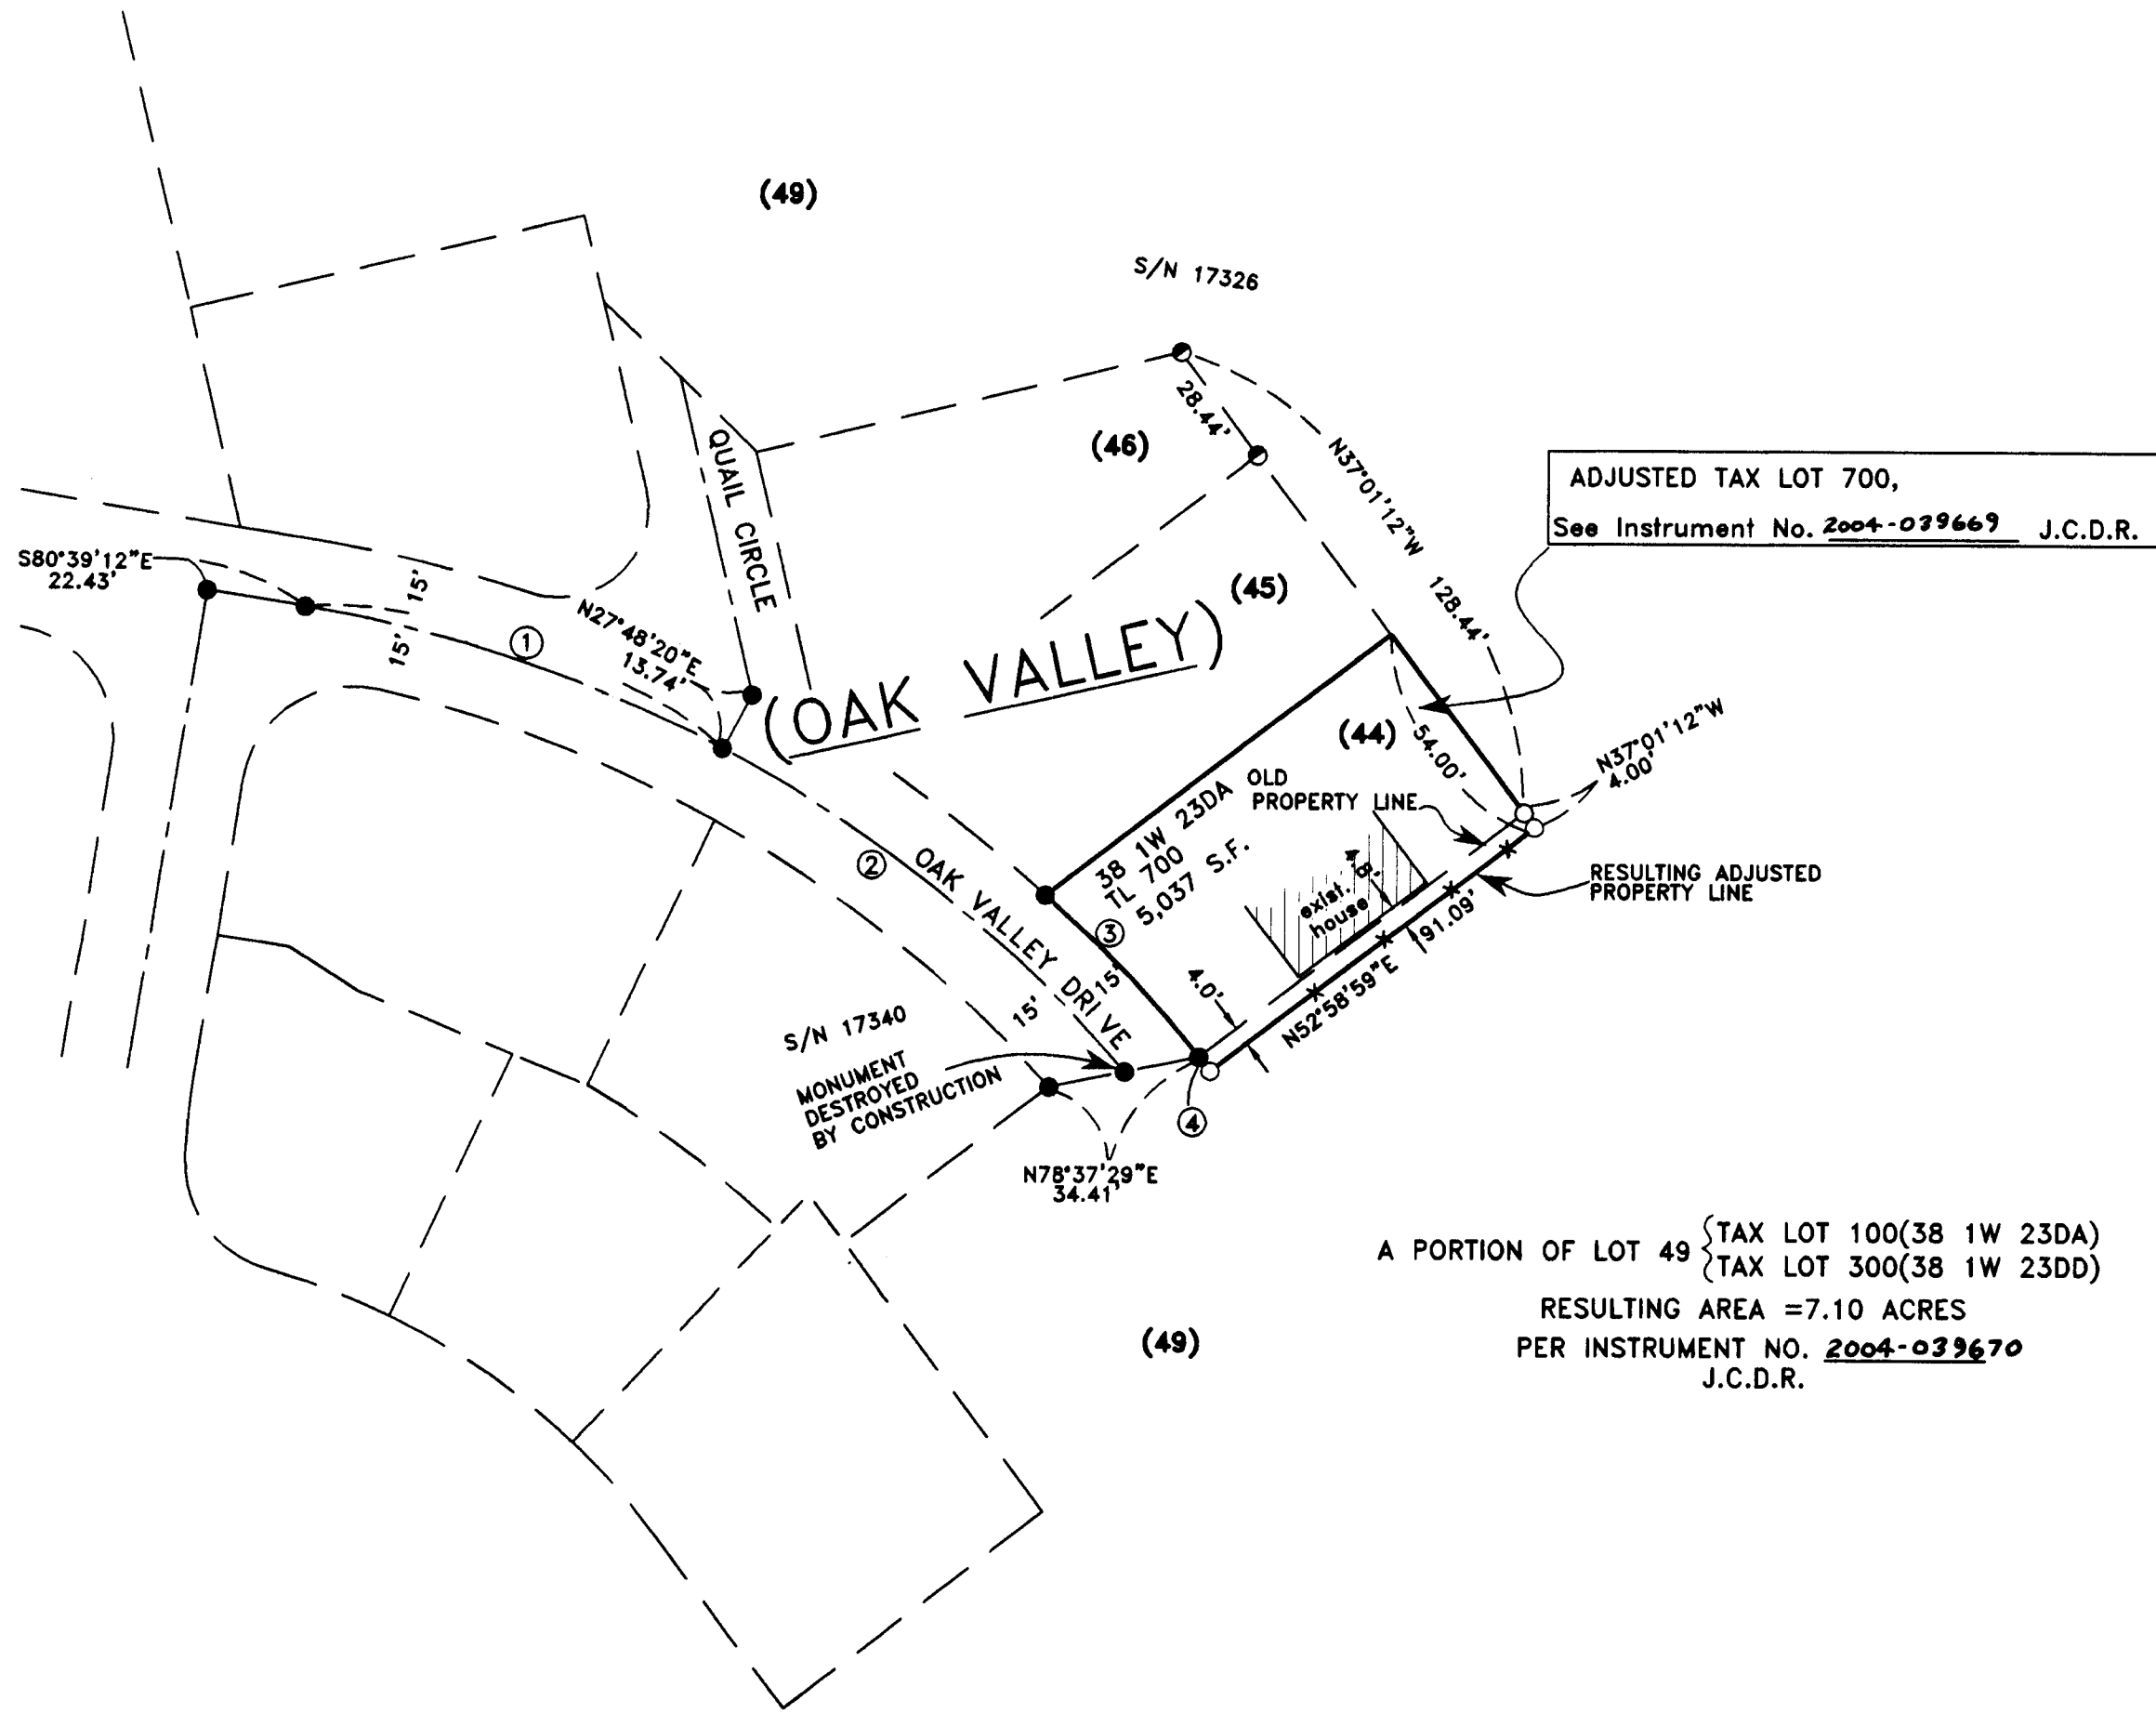 (49)
S/N 17326
28.44'
(46)
N37°01'12"W 128.44'
QUAIL CIRCLE
ADJUSTED TAX LOT 700,
See Instrument No. 2004-039669 J.C.D.R.
S80°39'12"E
22.43'
15'
15'
1
N27°48'20"E
13.74'
(45)
(OAK VALLEY)
(44)
54.00'
N37°01'12"W
4.00'
OLD
PROPERTY LINE
38 1W 23DA
TL 700
5,037 S.F.
2
OAK VALLEY DRIVE
3
exist.
house
RESULTING ADJUSTED
PROPERTY LINE
91.09'
N52°58'59"E
4.0'
15'
15'
S/N 17340
MONUMENT
DESTROYED
BY CONSTRUCTION
4
N78°37'29"E
34.41'
A PORTION OF LOT 49
TAX LOT 100(38 1W 23DA)
TAX LOT 300(38 1W 23DD)
RESULTING AREA =7.10 ACRES
PER INSTRUMENT NO. 2004-039670
J.C.D.R.
(49)